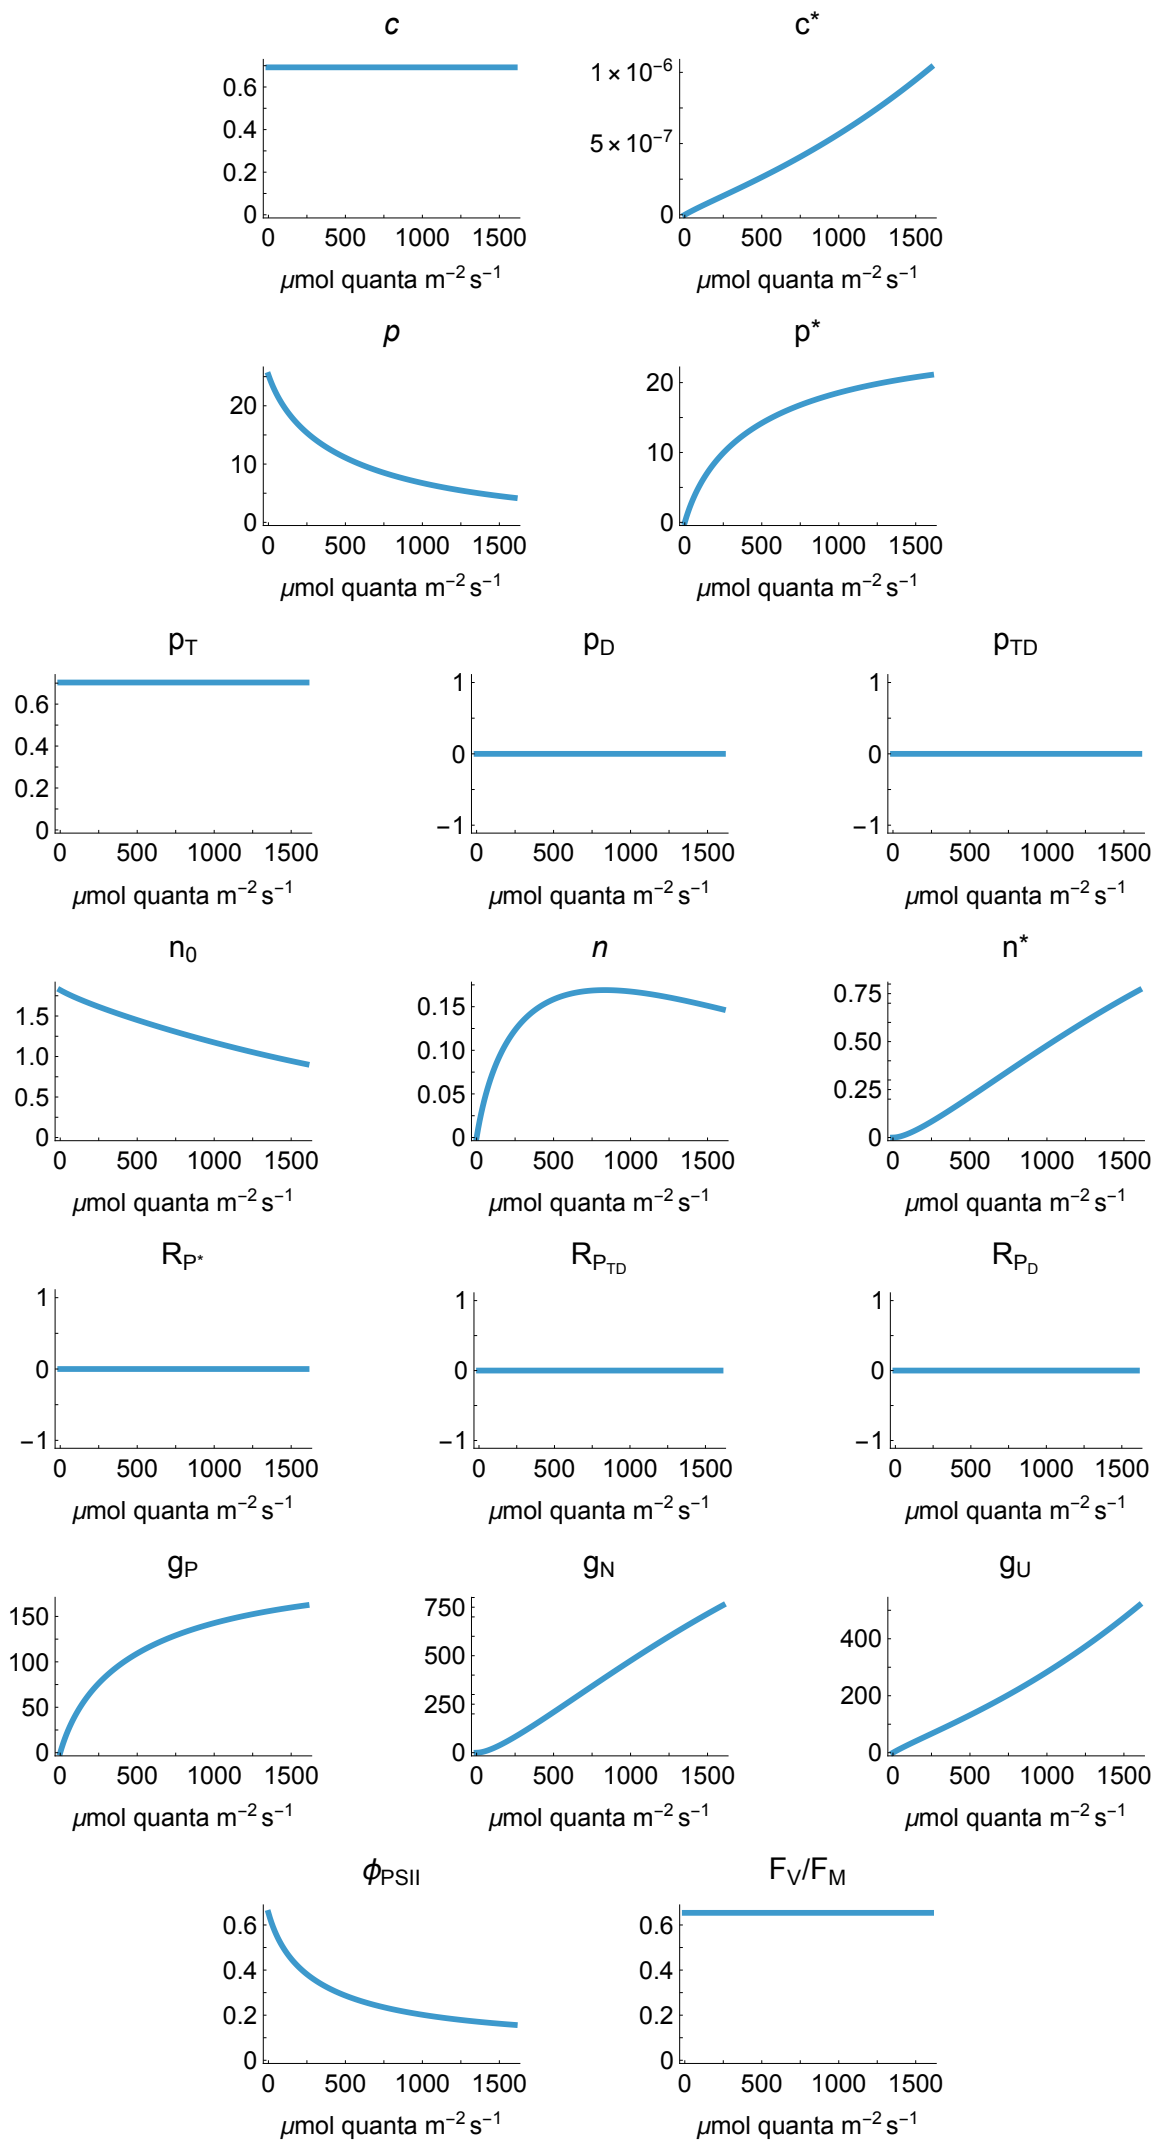 c c*
0.6 1 × 10⁻⁶
0.4 5 × 10⁻⁷
0.2 0
0
0 500 1000 1500 0 500 1000 1500
μmol quanta m⁻² s⁻¹ μmol quanta m⁻² s⁻¹
p p*
20 20
10 10
0 0
0 500 1000 1500 0 500 1000 1500
μmol quanta m⁻² s⁻¹ μmol quanta m⁻² s⁻¹
p_T p_D p_TD
0.6 1 1
0.4 0 0
0.2 −1 −1
0
0 500 1000 1500 0 500 1000 1500 0 500 1000 1500
μmol quanta m⁻² s⁻¹ μmol quanta m⁻² s⁻¹ μmol quanta m⁻² s⁻¹
n₀ n n*
1.5 0.15 0.75
1.0 0.10 0.50
0.5 0.05 0.25
0 0 0
0 500 1000 1500 0 500 1000 1500 0 500 1000 1500
μmol quanta m⁻² s⁻¹ μmol quanta m⁻² s⁻¹ μmol quanta m⁻² s⁻¹
R_P* R_P_TD R_P_D
1 1 1
0 0 0
−1 −1 −1
0 500 1000 1500 0 500 1000 1500 0 500 1000 1500
μmol quanta m⁻² s⁻¹ μmol quanta m⁻² s⁻¹ μmol quanta m⁻² s⁻¹
g_P g_N g_U
150 750 400
100 500 200
50 250 0
0 0
0 500 1000 1500 0 500 1000 1500 0 500 1000 1500
μmol quanta m⁻² s⁻¹ μmol quanta m⁻² s⁻¹ μmol quanta m⁻² s⁻¹
ϕ_PSII F_V/F_M
0.6 0.6
0.4 0.4
0.2 0.2
0 0
0 500 1000 1500 0 500 1000 1500
μmol quanta m⁻² s⁻¹ μmol quanta m⁻² s⁻¹